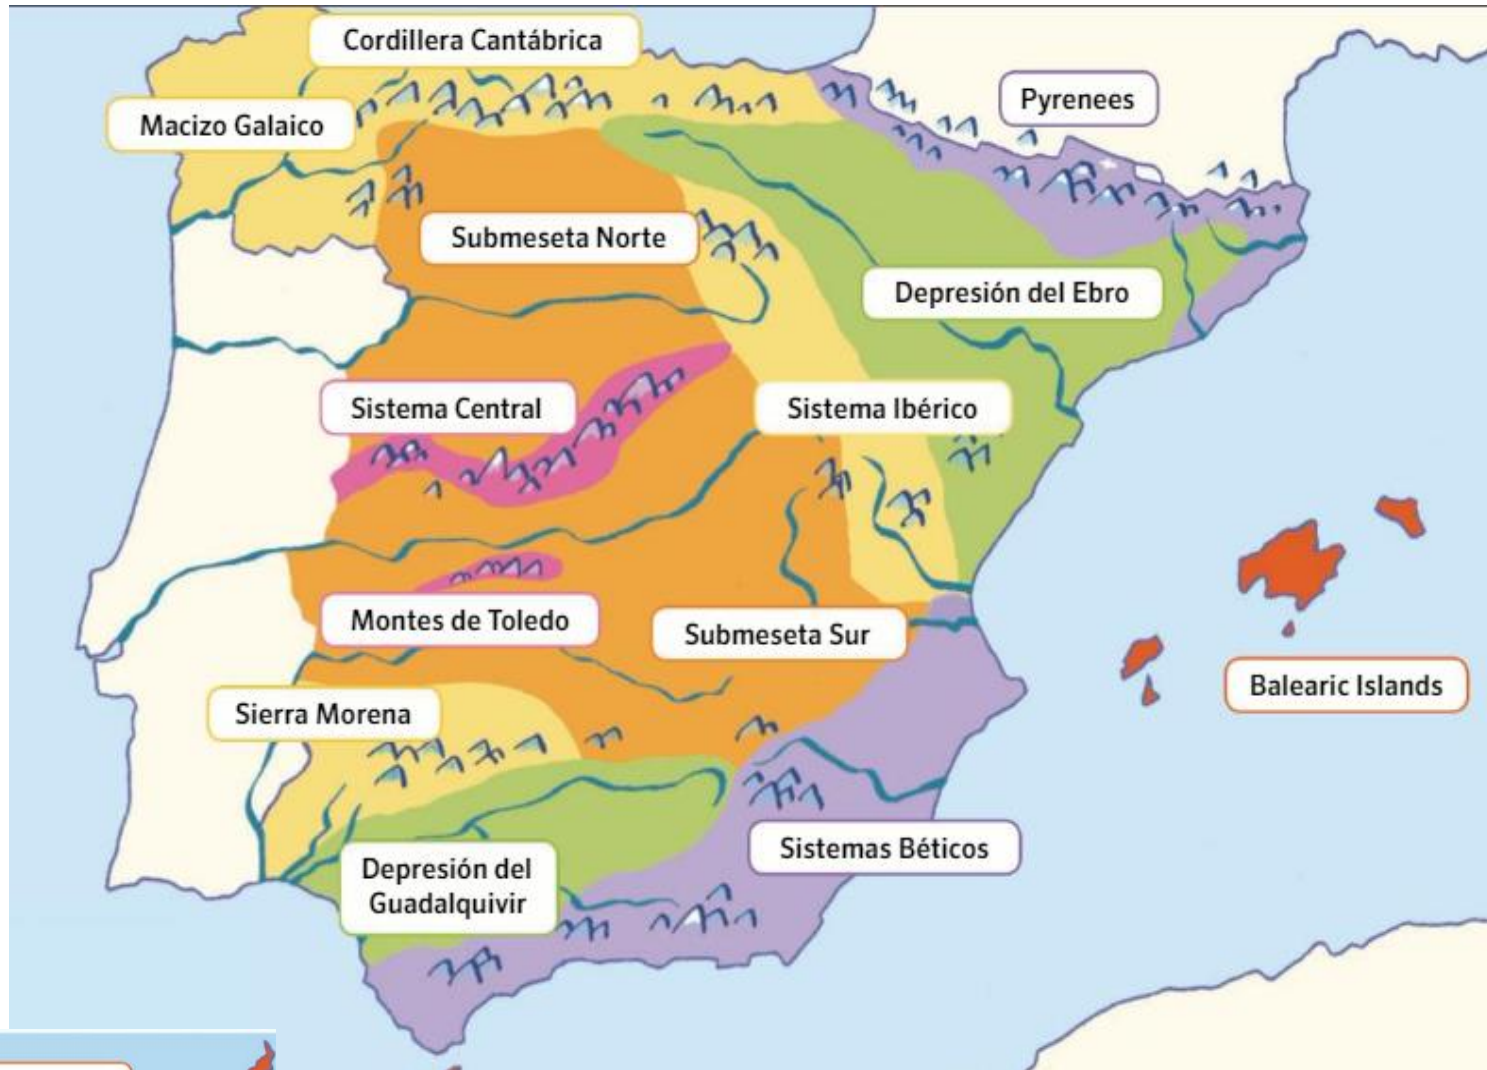 Cordillera Cantábrica
Macizo Galaico
Pyrenees
Submeseta Norte
Depresión del Ebro
Sistema Central
Sistema Ibérico
Montes de Toledo
Submeseta Sur
Balearic Islands
Sierra Morena
Sistemas Béticos
Depresión del
Guadalquivir